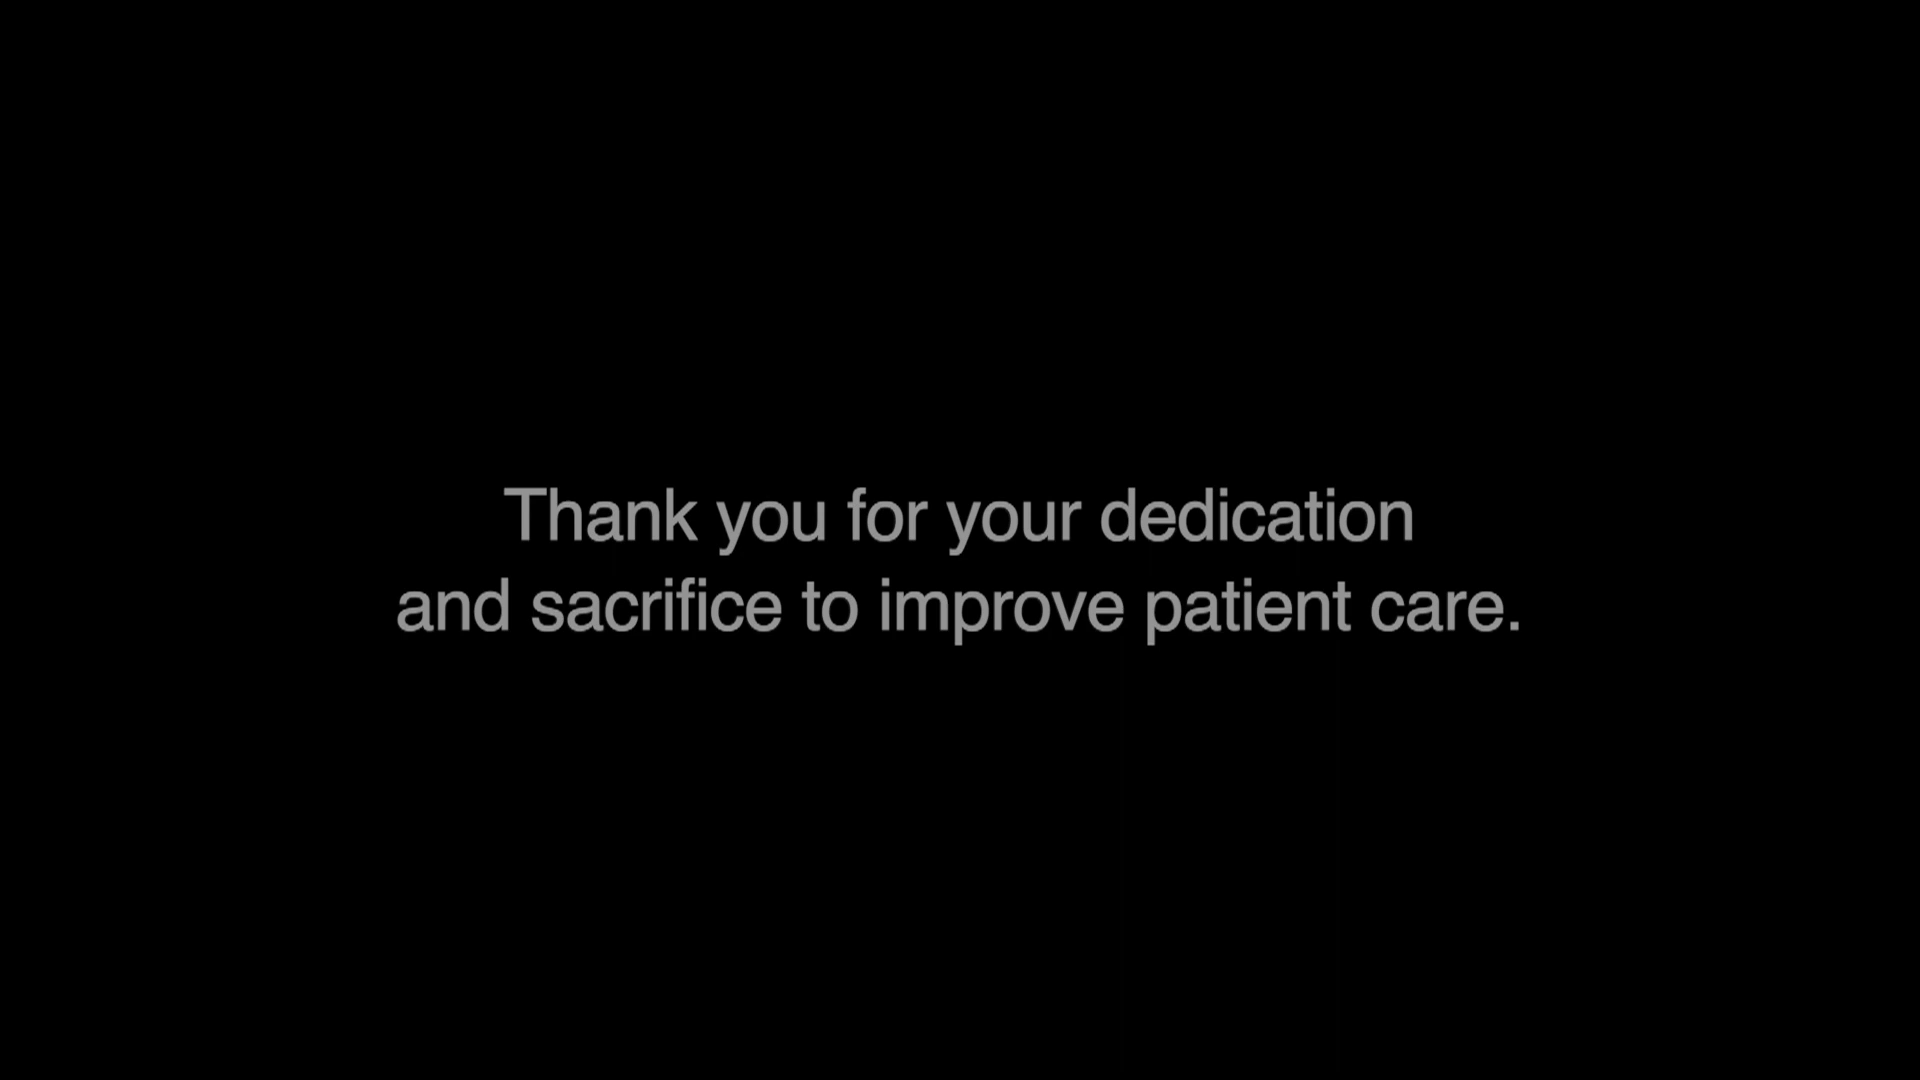 Thank you for your dedication
and sacrifice to improve patient care.